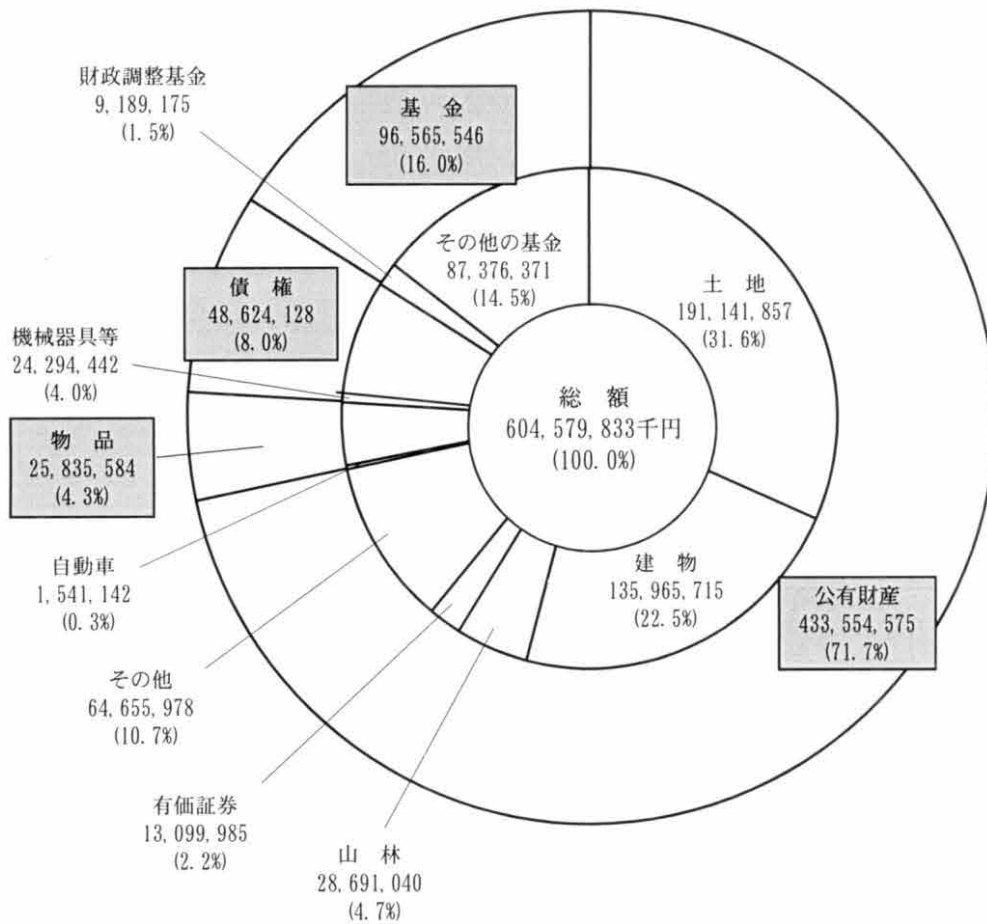 財政調整基金
9,189,175
(1.5%)
基 金
96,565,546
(16.0%)
その他の基金
87,376,371
(14.5%)
土 地
191,141,857
(31.6%)
債 権
48,624,128
(8.0%)
機械器具等
24,294,442
(4.0%)
総 額
604,579,833千円
(100.0%)
物 品
25,835,584
(4.3%)
自動車
1,541,142
(0.3%)
建 物
135,965,715
(22.5%)
公有財産
433,554,575
(71.7%)
その他
64,655,978
(10.7%)
有価証券
13,099,985
(2.2%)
山 林
28,691,040
(4.7%)